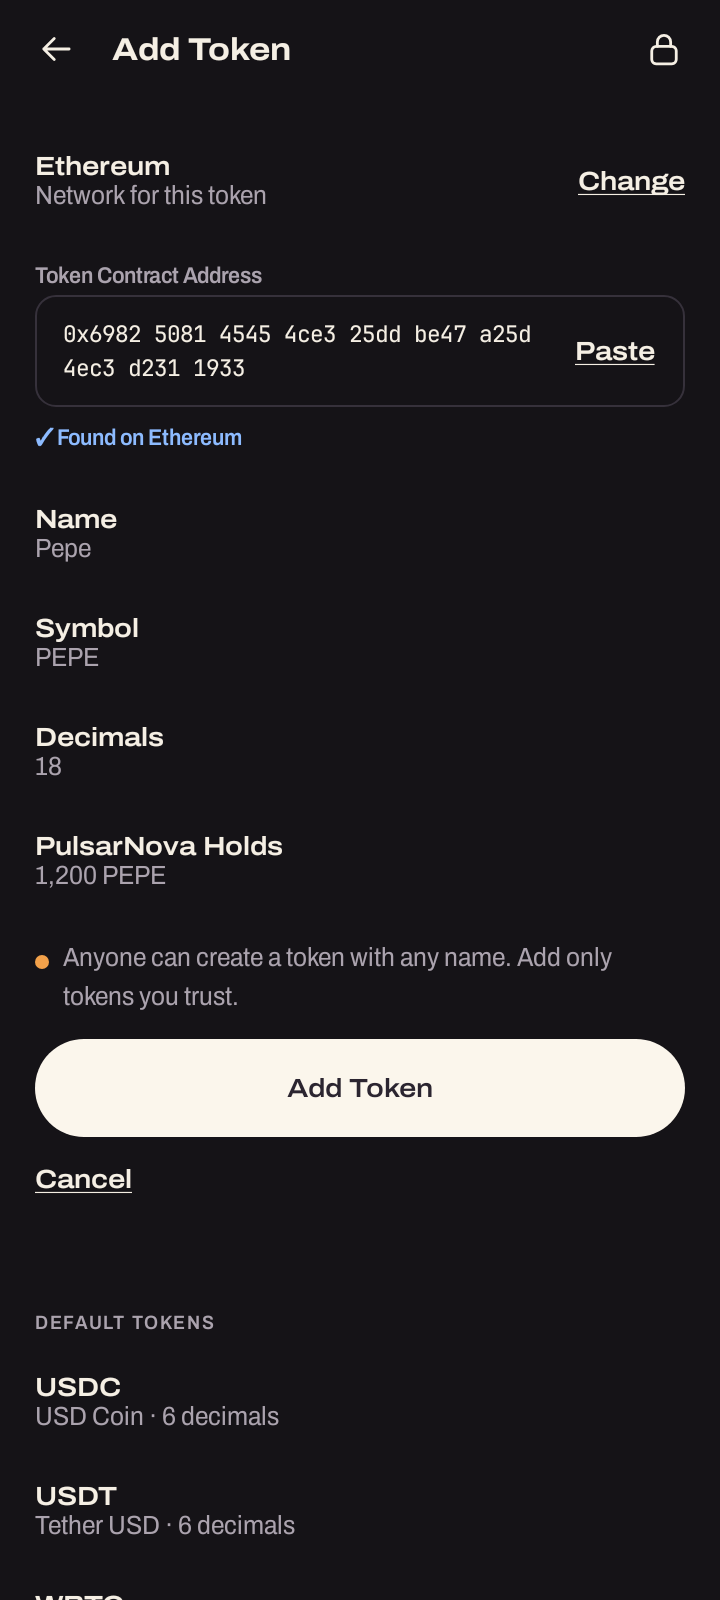 Add Token
Ethereum
Network for this token
Change
Token Contract Address
0x6982 5081 4545 4ce3 25dd be47 a25d
4ec3 d231 1933
Paste
✓ Found on Ethereum
Name
Pepe
Symbol
PEPE
Decimals
18
PulsarNova Holds
1,200 PEPE
Anyone can create a token with any name. Add only
tokens you trust.
Add Token
Cancel
DEFAULT TOKENS
USDC
USD Coin · 6 decimals
USDT
Tether USD · 6 decimals